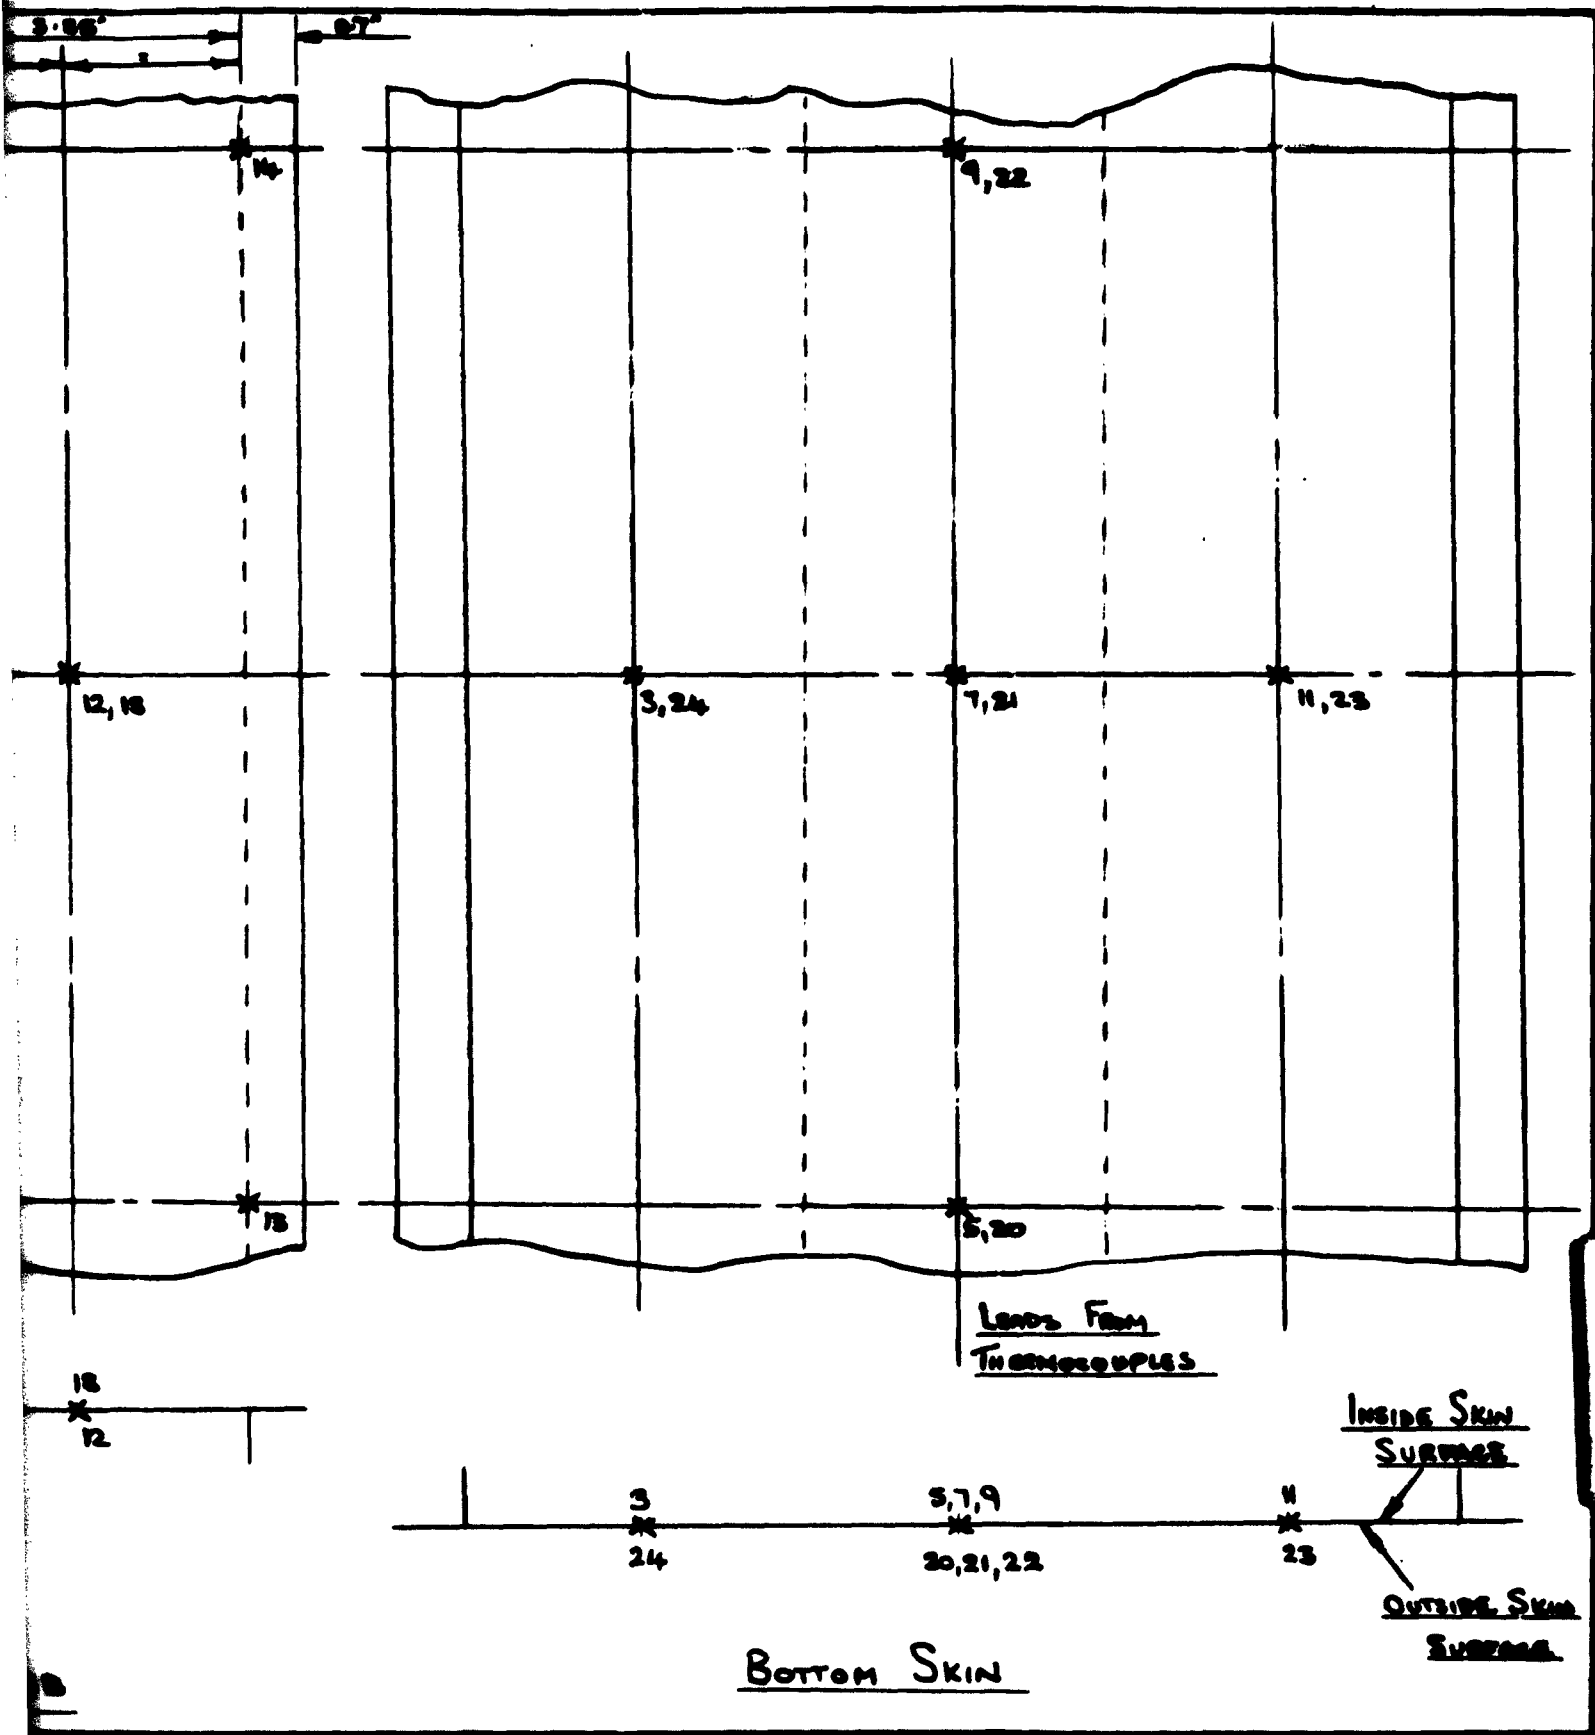 14
9,22
12,18
3,24
7,21
11,23
13
5,20
LEADS FROM
THERMOCOUPLES
18
12
INSIDE SKIN
SURFACE
3
5,7,9
11
24
20,21,22
23
OUTSIDE SKIN
SURFACE
BOTTOM SKIN